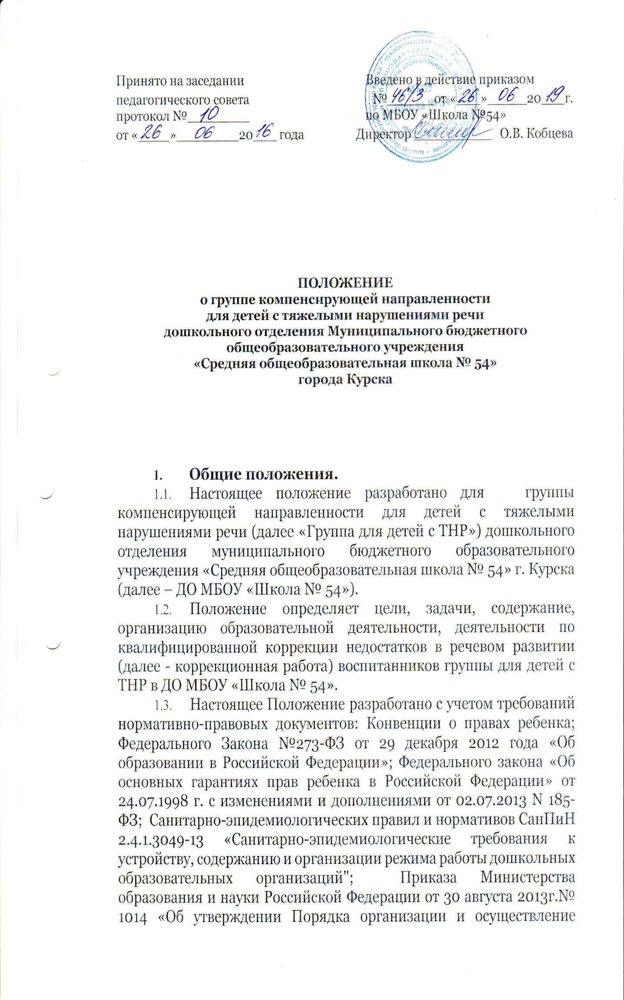 Принято на заседании
педагогического совета
протокол № 10
от «26» 06 2016 года
Введено в действие приказом
№ 46/3 от «26» 06 2019 г.
по МБОУ «Школа №54»
Директор О.В. Кобцева
ПОЛОЖЕНИЕ
о группе компенсирующей направленности
для детей с тяжелыми нарушениями речи
дошкольного отделения Муниципального бюджетного
общеобразовательного учреждения
«Средняя общеобразовательная школа № 54»
города Курска
1. Общие положения.
1.1. Настоящее положение разработано для группы
компенсирующей направленности для детей с тяжелыми
нарушениями речи (далее «Группа для детей с ТНР») дошкольного
отделения муниципального бюджетного образовательного
учреждения «Средняя общеобразовательная школа № 54» г. Курска
(далее – ДО МБОУ «Школа № 54»).
1.2. Положение определяет цели, задачи, содержание,
организацию образовательной деятельности, деятельности по
квалифицированной коррекции недостатков в речевом развитии
(далее - коррекционная работа) воспитанников группы для детей с
ТНР в ДО МБОУ «Школа № 54».
1.3. Настоящее Положение разработано с учетом требований
нормативно-правовых документов: Конвенции о правах ребенка;
Федерального Закона №273-ФЗ от 29 декабря 2012 года «Об
образовании в Российской Федерации»; Федерального закона «Об
основных гарантиях прав ребенка в Российской Федерации» от
24.07.1998 г. с изменениями и дополнениями от 02.07.2013 N 185-
ФЗ; Санитарно-эпидемиологических правил и нормативов СанПиН
2.4.1.3049-13 «Санитарно-эпидемиологические требования к
устройству, содержанию и организации режима работы дошкольных
образовательных организаций"; Приказа Министерства
образования и науки Российской Федерации от 30 августа 2013г.№
1014 «Об утверждении Порядка организации и осуществление